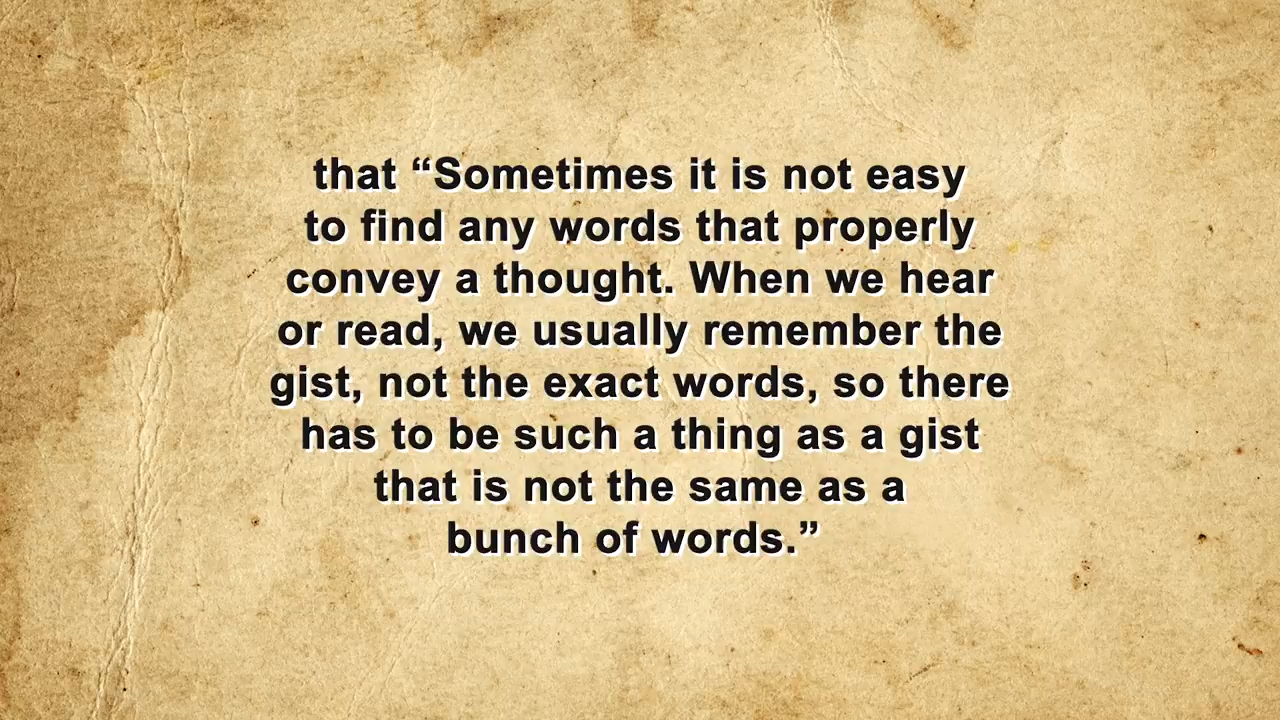 that “Sometimes it is not easy
to find any words that properly
convey a thought. When we hear
or read, we usually remember the
gist, not the exact words, so there
has to be such a thing as a gist
that is not the same as a
bunch of words.”